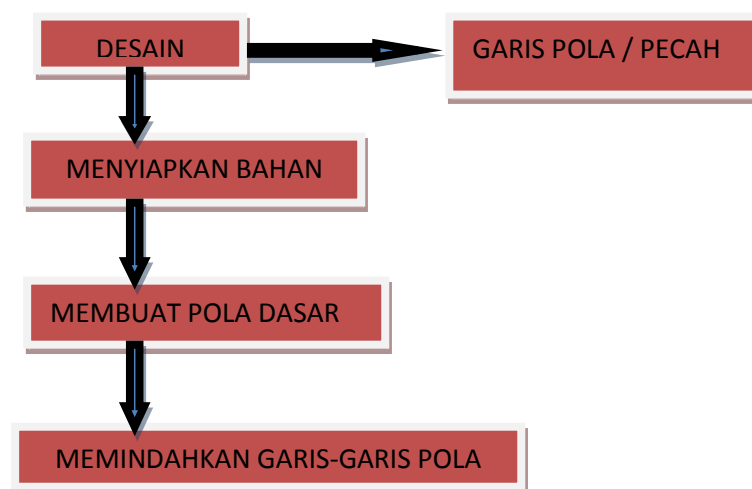 DESAIN
GARIS POLA / PECAH
MENYIAPKAN BAHAN
MEMBUAT POLA DASAR
MEMINDAHKAN GARIS-GARIS POLA